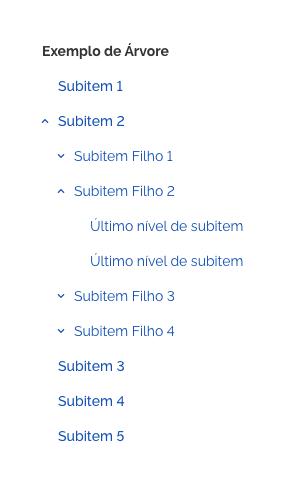 Exemplo de Árvore
Subitem 1
Subitem 2
Subitem Filho 1
Subitem Filho 2
Último nível de subitem
Último nível de subitem
Subitem Filho 3
Subitem Filho 4
Subitem 3
Subitem 4
Subitem 5